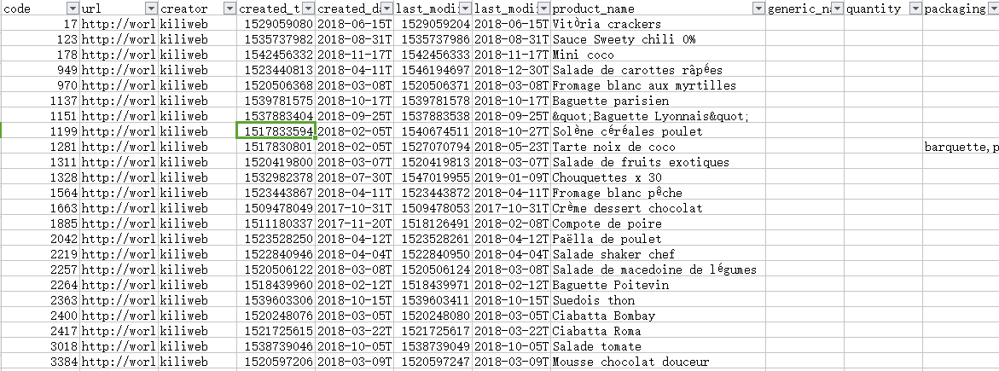 code url creator created_t created_da last_modi last_modi product_name generic_na quantity packaging
17 http://worl kiliweb 1529059080 2018-06-15T 1529059204 2018-06-15T Vitòria crackers
123 http://worl kiliweb 1535737982 2018-08-31T 1535737986 2018-08-31T Sauce Sweety chili 0%
178 http://worl kiliweb 1542456332 2018-11-17T 1542456333 2018-11-17T Mini coco
949 http://worl kiliweb 1523440813 2018-04-11T 1546194697 2018-12-30T Salade de carottes râpées
970 http://worl kiliweb 1520506368 2018-03-08T 1520506371 2018-03-08T Fromage blanc aux myrtilles
1137 http://worl kiliweb 1539781575 2018-10-17T 1539781578 2018-10-17T Baguette parisien
1151 http://worl kiliweb 1537883404 2018-09-25T 1537883538 2018-09-25T &quot;Baguette Lyonnais&quot;
1199 http://worl kiliweb 1517833594 2018-02-05T 1540674511 2018-10-27T Solène céréales poulet
1281 http://worl kiliweb 1517830801 2018-02-05T 1527070794 2018-05-23T Tarte noix de coco barquette,p
1311 http://worl kiliweb 1520419800 2018-03-07T 1520419813 2018-03-07T Salade de fruits exotiques
1328 http://worl kiliweb 1532982378 2018-07-30T 1547019955 2019-01-09T Chouquettes x 30
1564 http://worl kiliweb 1523443867 2018-04-11T 1523443872 2018-04-11T Fromage blanc pêche
1663 http://worl kiliweb 1509478049 2017-10-31T 1509478053 2017-10-31T Crème dessert chocolat
1885 http://worl kiliweb 1511180337 2017-11-20T 1518126491 2018-02-08T Compote de poire
2042 http://worl kiliweb 1523528250 2018-04-12T 1523528261 2018-04-12T Paëlla de poulet
2219 http://worl kiliweb 1522840946 2018-04-04T 1522840950 2018-04-04T Salade shaker chef
2257 http://worl kiliweb 1520506122 2018-03-08T 1520506124 2018-03-08T Salade de macedoine de légumes
2264 http://worl kiliweb 1518439960 2018-02-12T 1518439971 2018-02-12T Baguette Poitevin
2363 http://worl kiliweb 1539603306 2018-10-15T 1539603411 2018-10-15T Suedois thon
2400 http://worl kiliweb 1520248076 2018-03-05T 1520248080 2018-03-05T Ciabatta Bombay
2417 http://worl kiliweb 1521725615 2018-03-22T 1521725617 2018-03-22T Ciabatta Roma
3018 http://worl kiliweb 1538739046 2018-10-05T 1538739049 2018-10-05T Salade tomate
3384 http://worl kiliweb 1520597206 2018-03-09T 1520597247 2018-03-09T Mousse chocolat douceur